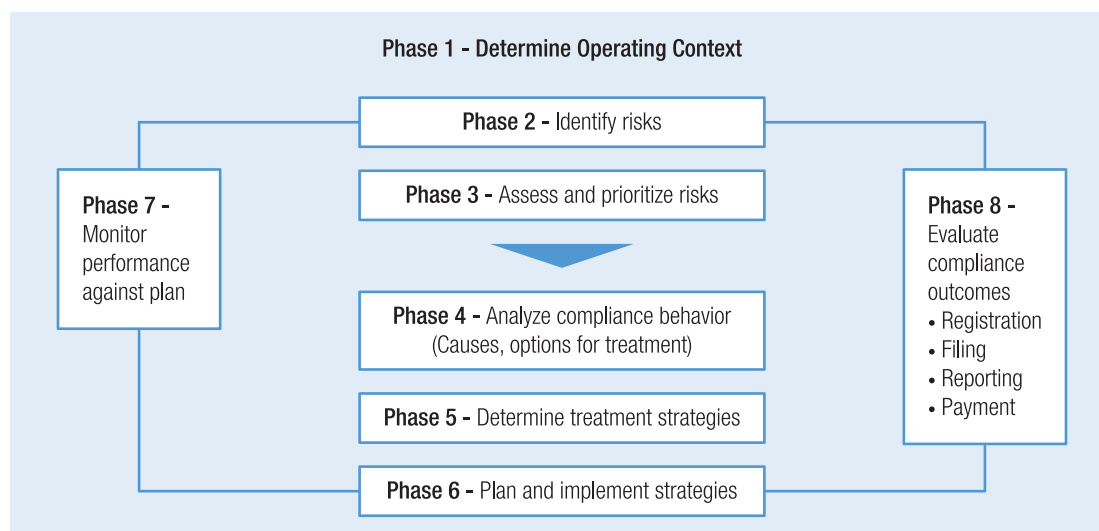 Phase 1 - Determine Operating Context
Phase 2 - Identify risks
Phase 3 - Assess and prioritize risks
Phase 7 -
Monitor
performance
against plan
Phase 8 -
Evaluate
compliance
outcomes
• Registration
• Filing
• Reporting
• Payment
Phase 4 - Analyze compliance behavior
(Causes, options for treatment)
Phase 5 - Determine treatment strategies
Phase 6 - Plan and implement strategies